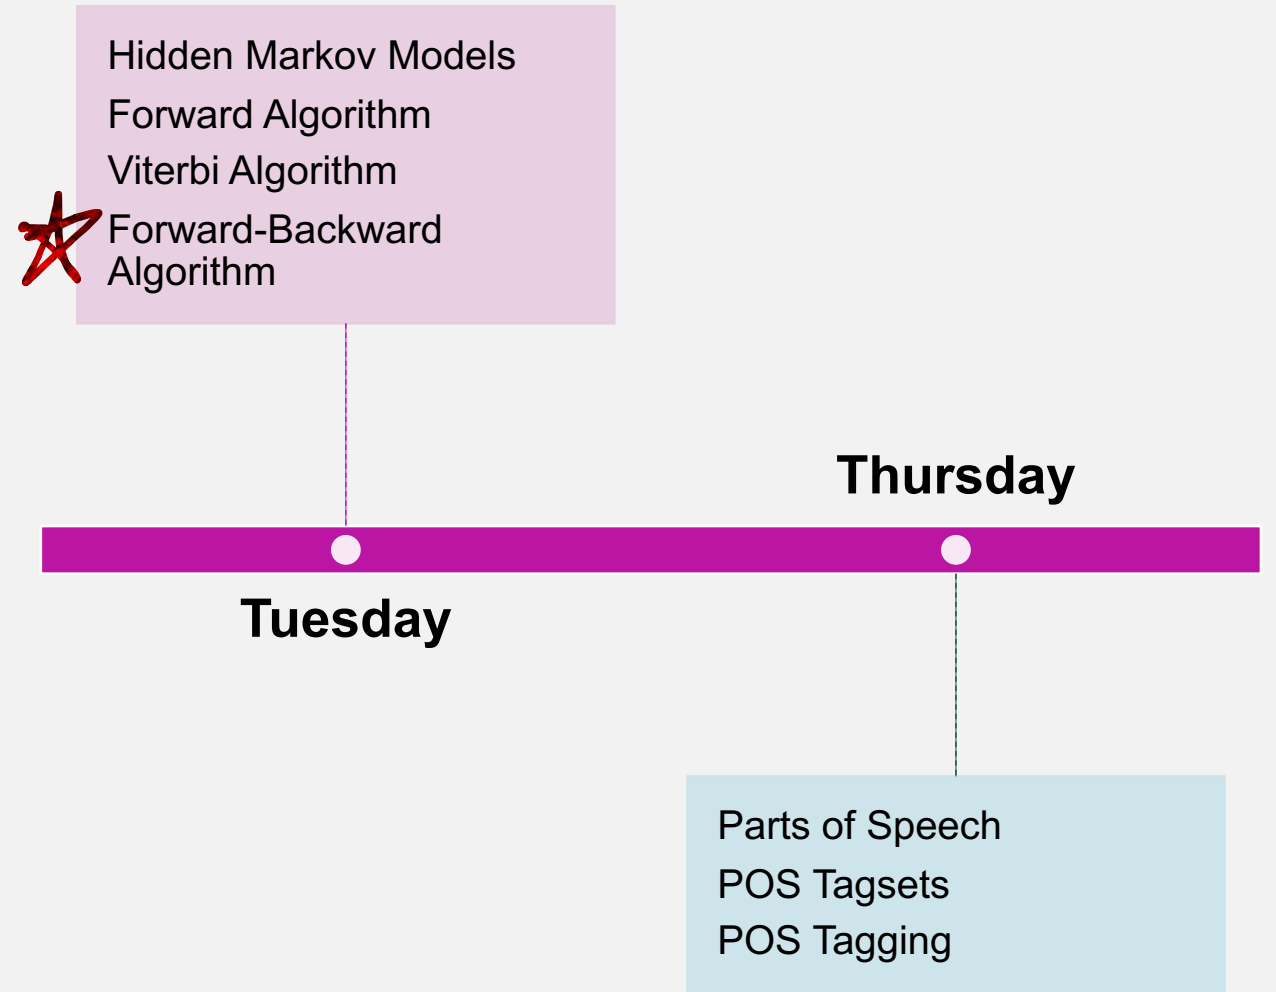 Hidden Markov Models
Forward Algorithm
Viterbi Algorithm
Forward-Backward
Algorithm
Thursday
Tuesday
Parts of Speech
POS Tagsets
POS Tagging